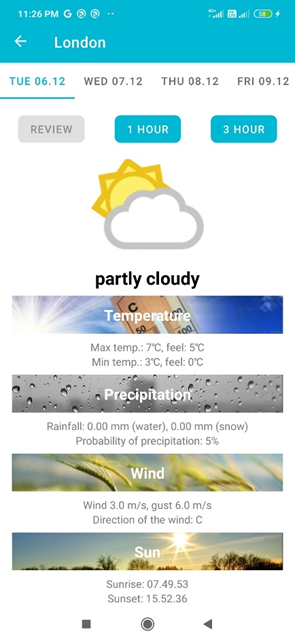 11:26 PM
58
London
TUE 06.12 WED 07.12 THU 08.12 FRI 09.12
REVIEW 1 HOUR 3 HOUR
partly cloudy
Temperature
Max temp.: 7°C, feel: 5°C
Min temp.: 3°C, feel: 0°C
Precipitation
Rainfall: 0.00 mm (water), 0.00 mm (snow)
Probability of precipitation: 5%
Wind
Wind 3.0 m/s, gust 6.0 m/s
Direction of the wind: C
Sun
Sunrise: 07.49.53
Sunset: 15.52.36